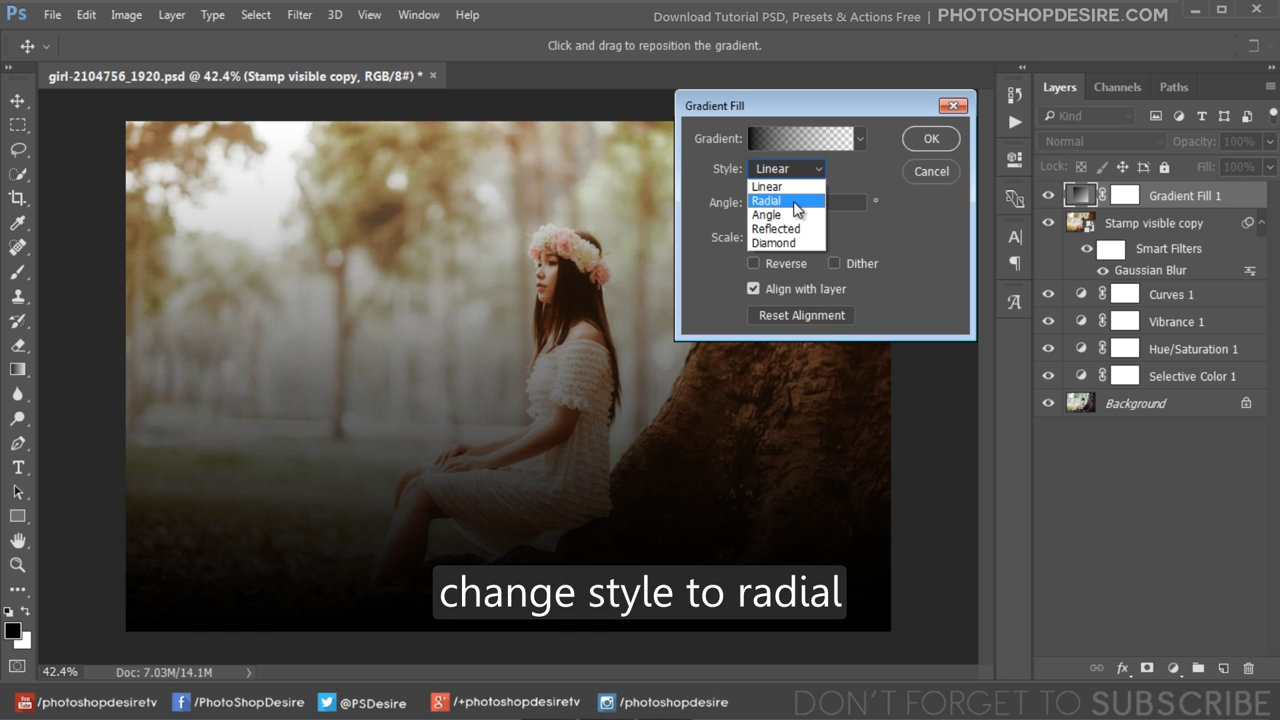 Ps File Edit Image Layer Type Select Filter 3D View Window Help
Download Tutorial PSD, Presets & Actions Free | PHOTOSHOPDESIRE.COM
Click and drag to reposition the gradient.
girl-2104756_1920.psd @ 42.4% (Stamp visible copy, RGB/8#) * ×
Gradient Fill
Gradient:
OK
Style: Linear
Cancel
Linear
Radial
Angle
Reflected
Diamond
Angle: °
Scale:
Reverse Dither
Align with layer
Reset Alignment
Layers Channels Paths
Kind
Normal Opacity: 100%
Lock: Fill: 100%
Gradient Fill 1
Stamp visible copy
Smart Filters
Gaussian Blur
Curves 1
Vibrance 1
Hue/Saturation 1
Selective Color 1
Background
change style to radial
42.4% Doc: 7.03M/14.1M
/photoshopdesiretv /PhotoShopDesire @PSDesire /+photoshopdesiretv /photoshopdesire
DON'T FORGET TO SUBSCRIBE